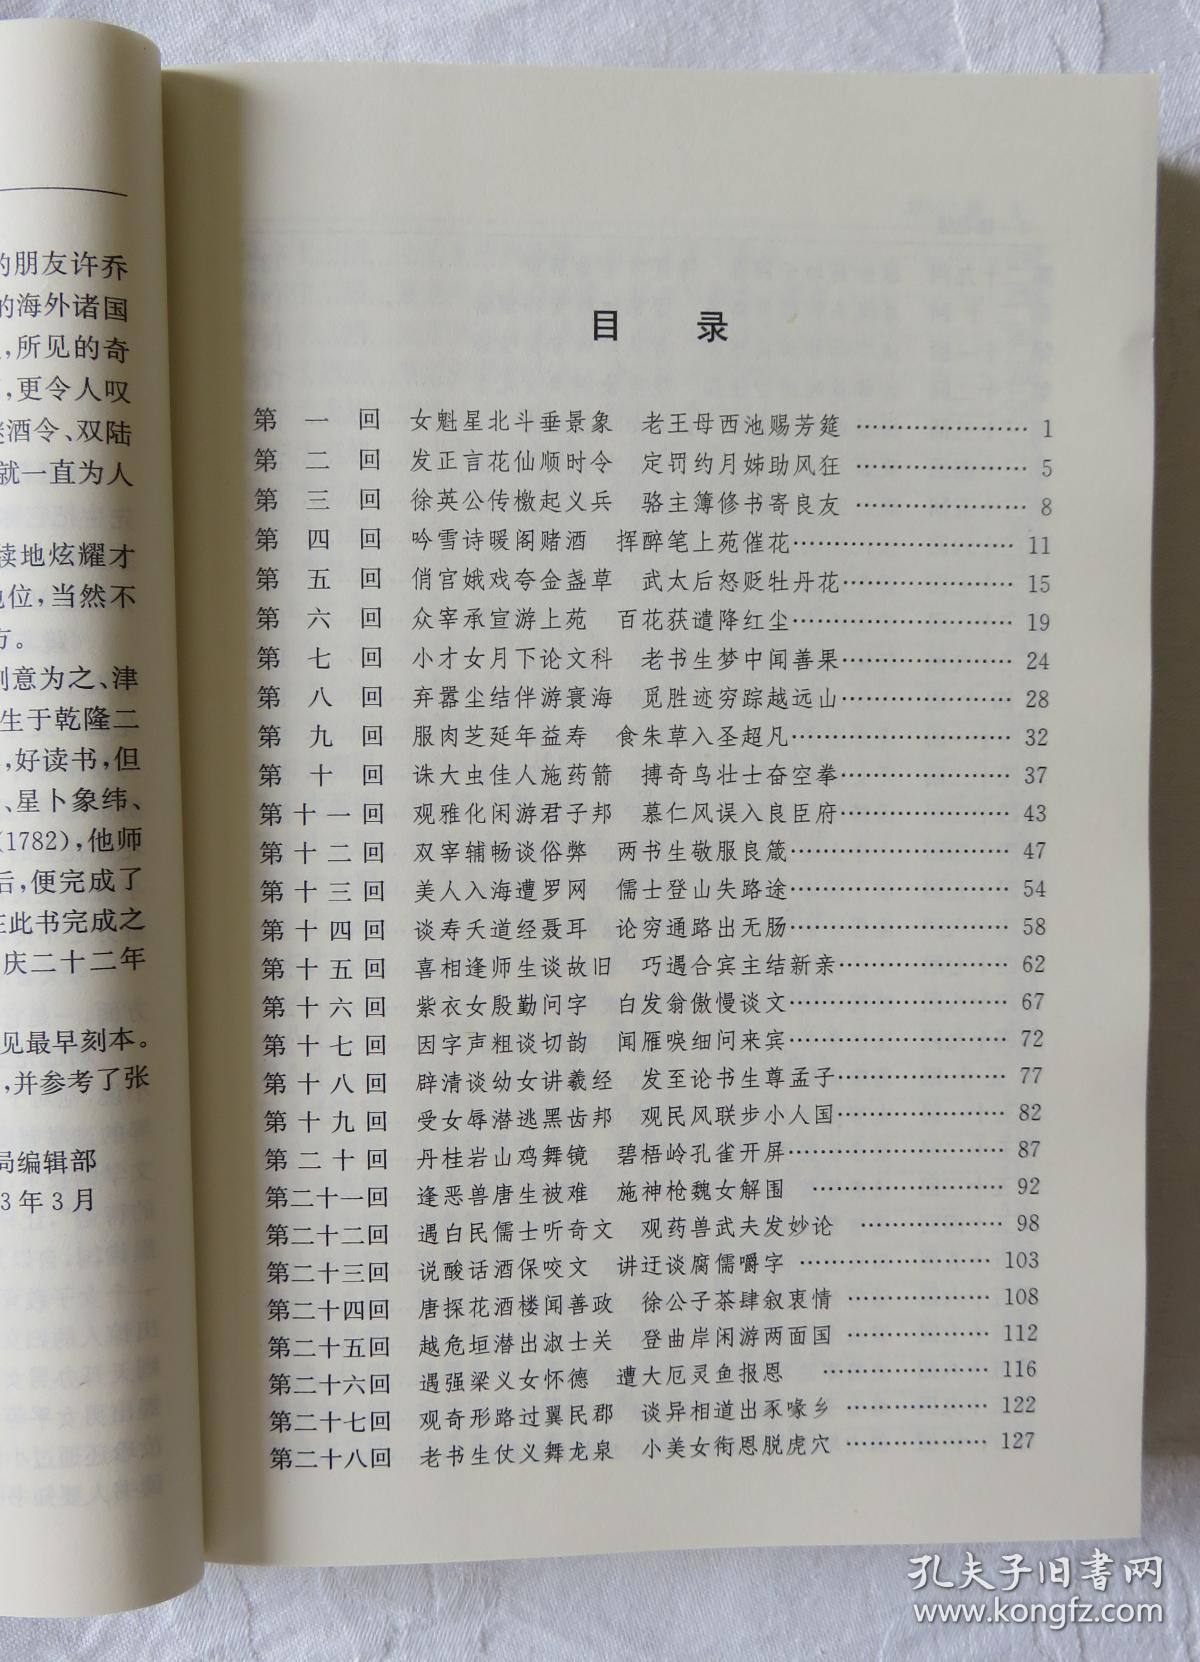 的朋友许乔
的海外诸国
,所见的奇
,更令人叹
酒令、双陆
就一直为人
牍地炫耀才
地位,当然不
方。
刻意为之、津
生于乾隆二
,好读书,但
、星卜象纬、
(1782),他师
后,便完成了
在此书完成之
庆二十二年
见最早刻本。
,并参考了张
局编辑部
3年3月
目 录
第一回 女魁星北斗垂景象 老王母西池赐芳筵 …………………… 1
第二回 发正言花仙顺时令 定罚约月姊助风狂 …………………… 5
第三回 徐英公传檄起义兵 骆主簿修书寄良友 …………………… 8
第四回 吟雪诗暖阁赌酒 挥醉笔上苑催花 …………………… 11
第五回 俏宫娥戏夸金盏草 武太后怒贬牡丹花 …………………… 15
第六回 众宰承宣游上苑 百花获谴降红尘 …………………… 19
第七回 小才女月下论文科 老书生梦中闻善果 …………………… 24
第八回 弃嚣尘结伴游寰海 觅胜迹穷踪越远山 …………………… 28
第九回 服肉芝延年益寿 食朱草入圣超凡 …………………… 32
第十回 诛大虫佳人施药箭 搏奇鸟壮士奋空拳 …………………… 37
第十一回 观雅化闲游君子邦 慕仁风误入良臣府 …………………… 43
第十二回 双宰辅畅谈俗弊 两书生敬服良箴 …………………… 47
第十三回 美人入海遭罗网 儒士登山失路途 …………………… 54
第十四回 谈寿夭道经聂耳 论穷通路出无肠 …………………… 58
第十五回 喜相逢师生谈故旧 巧遇合宾主结新亲 …………………… 62
第十六回 紫衣女殷勤问字 白发翁傲慢谈文 …………………… 67
第十七回 因字声粗谈切韵 闻雁唳细问来宾 …………………… 72
第十八回 辟清谈幼女讲羲经 发至论书生尊孟子 …………………… 77
第十九回 受女辱潜逃黑齿邦 观民风联步小人国 …………………… 82
第二十回 丹桂岩山鸡舞镜 碧梧岭孔雀开屏 …………………… 87
第二十一回 逢恶兽唐生被难 施神枪魏女解围 …………………… 92
第二十二回 遇白民儒士听奇文 观药兽武夫发妙论 ……………… 98
第二十三回 说酸话酒保咬文 讲迂谈腐儒嚼字 …………………… 103
第二十四回 唐探花酒楼闻善政 徐公子茶肆叙衷情 ……………… 108
第二十五回 越危垣潜出淑士关 登曲岸闲游两面国 ……………… 112
第二十六回 遇强梁义女怀德 遭大厄灵鱼报恩 …………………… 116
第二十七回 观奇形路过翼民郡 谈异相道出豕喙乡 ……………… 122
第二十八回 老书生仗义舞龙泉 小美女衔恩脱虎穴 ……………… 127
孔夫子旧书网
www.kongfz.com